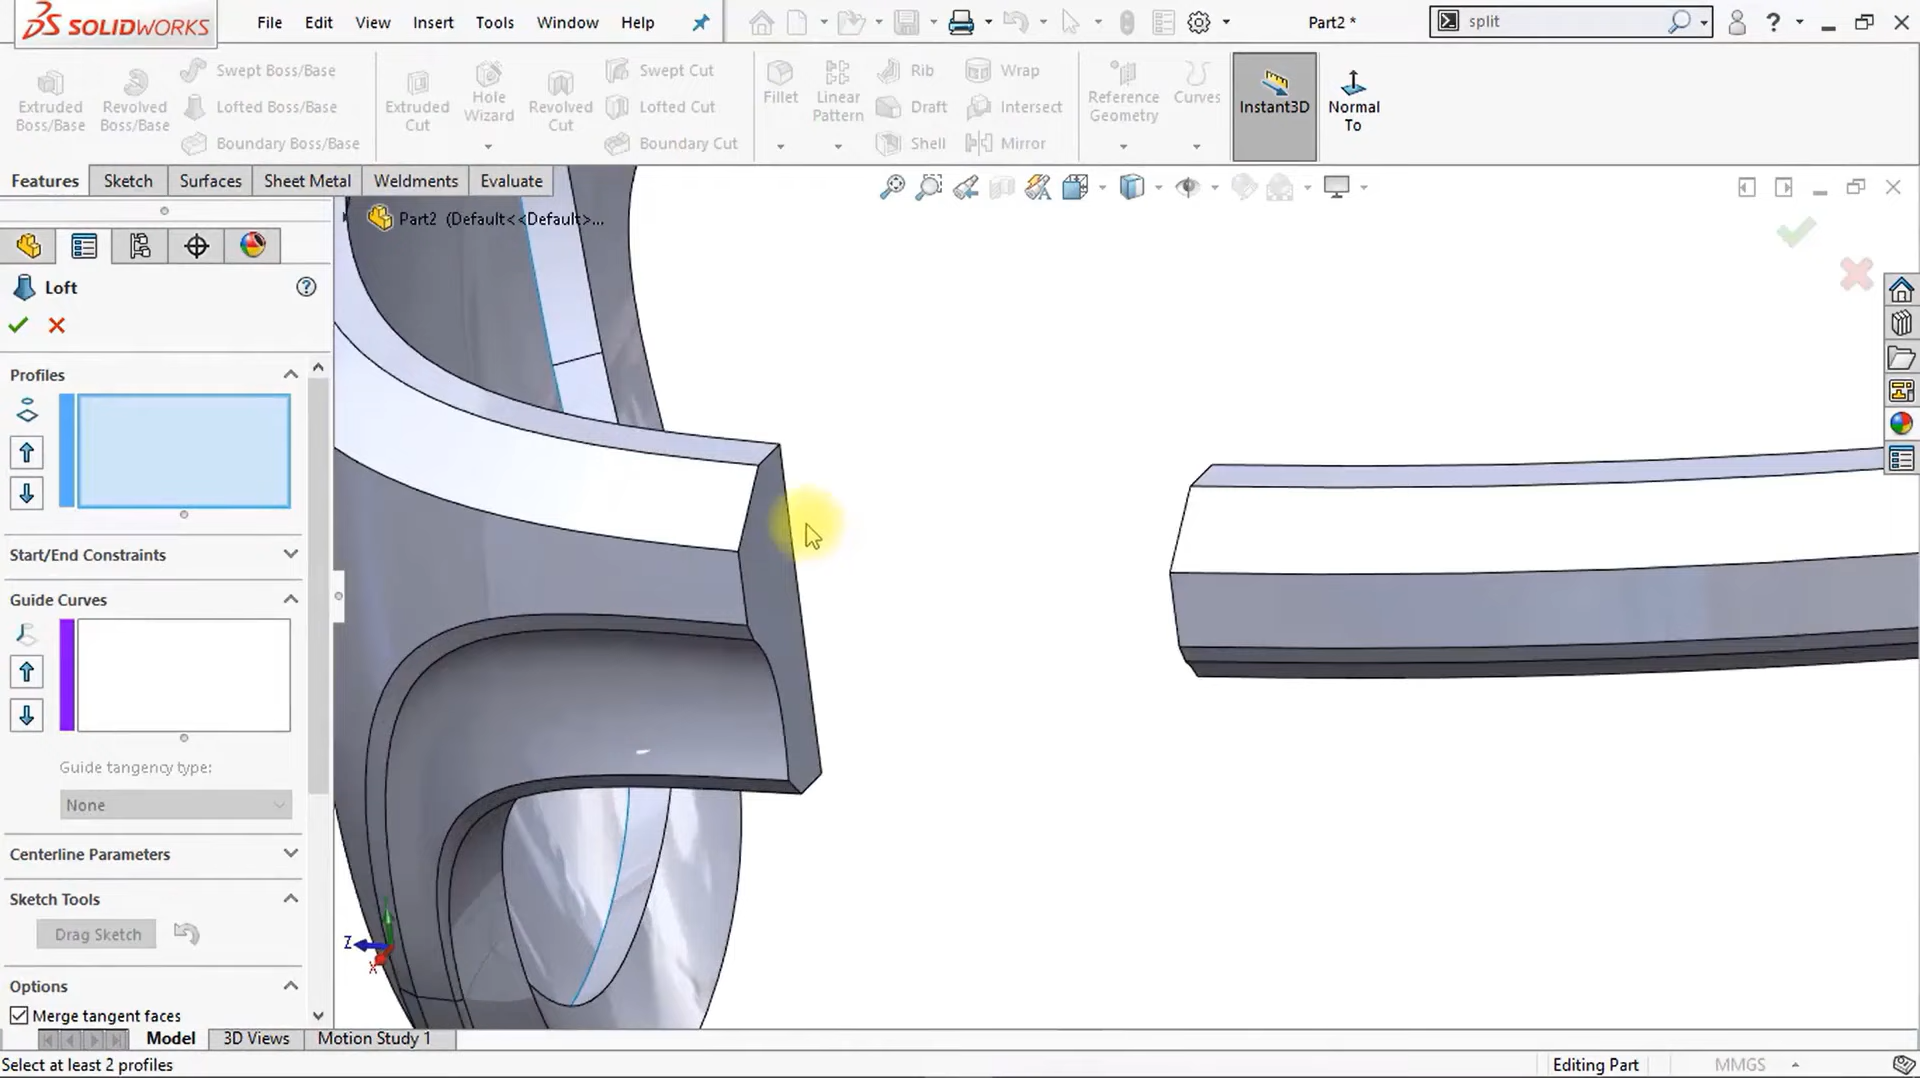 SOLIDWORKS
File Edit View Insert Tools Window Help
Part2 *
split
?
Extruded Boss/Base
Revolved Boss/Base
Swept Boss/Base
Lofted Boss/Base
Boundary Boss/Base
Extruded Cut
Hole Wizard
Revolved Cut
Swept Cut
Lofted Cut
Boundary Cut
Fillet
Linear Pattern
Rib
Draft
Shell
Wrap
Intersect
Mirror
Reference Geometry
Curves
Instant3D
Normal To
Features Sketch Surfaces Sheet Metal Weldments Evaluate
Part2 (Default<<Default>...
Loft
?
Profiles
Start/End Constraints
Guide Curves
Guide tangency type:
None
Centerline Parameters
Sketch Tools
Drag Sketch
Options
Merge tangent faces
Z
X
Model 3D Views Motion Study 1
Select at least 2 profiles
Editing Part
MMGS